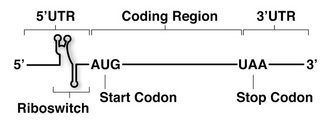 5'UTR Coding Region 3'UTR
5' AUG UAA 3'
Riboswitch Start Codon Stop Codon